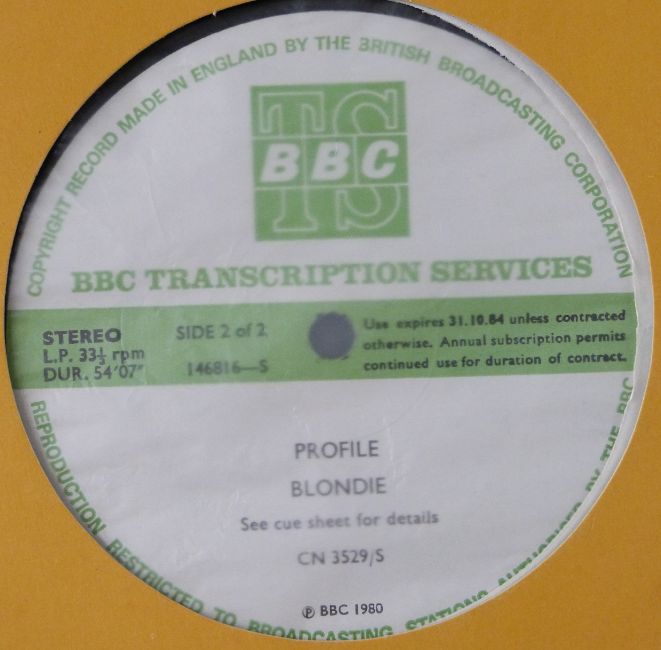 COPYRIGHT RECORD MADE IN ENGLAND BY THE BRITISH BROADCASTING CORPORATION
TS
BBC
BBC TRANSCRIPTION SERVICES
STEREO
L.P. 33⅓ rpm
DUR. 54'07"
SIDE 2 of 2
146816—S
Use expires 31.10.84 unless contracted
otherwise. Annual subscription permits
continued use for duration of contract.
PROFILE
BLONDIE
See cue sheet for details
CN 3529/S
℗ BBC 1980
REPRODUCTION RESTRICTED TO BROADCASTING STATIONS AUTHORISED BY THE BBC